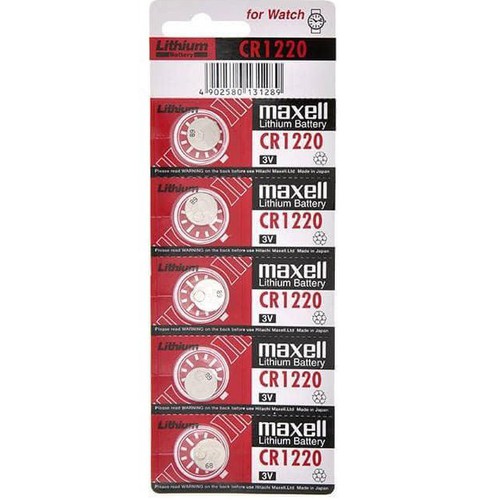 for Watch
Lithium
Battery
CR1220
4 902580 131289
maxell
Lithium Battery
CR1220
3V
Please read WARNING on the back before use Hitachi Maxell.Ltd Made in Japan
Lithium
maxell
Lithium Battery
CR1220
3V
Please read WARNING on the back before use Hitachi Maxell.Ltd Made in Japan
Lithium
maxell
Lithium Battery
CR1220
3V
Please read WARNING on the back before use Hitachi Maxell.Ltd Made in Japan
Lithium
maxell
Lithium Battery
CR1220
3V
Please read WARNING on the back before use Hitachi Maxell.Ltd Made in Japan
Lithium
maxell
Lithium Battery
CR1220
3V